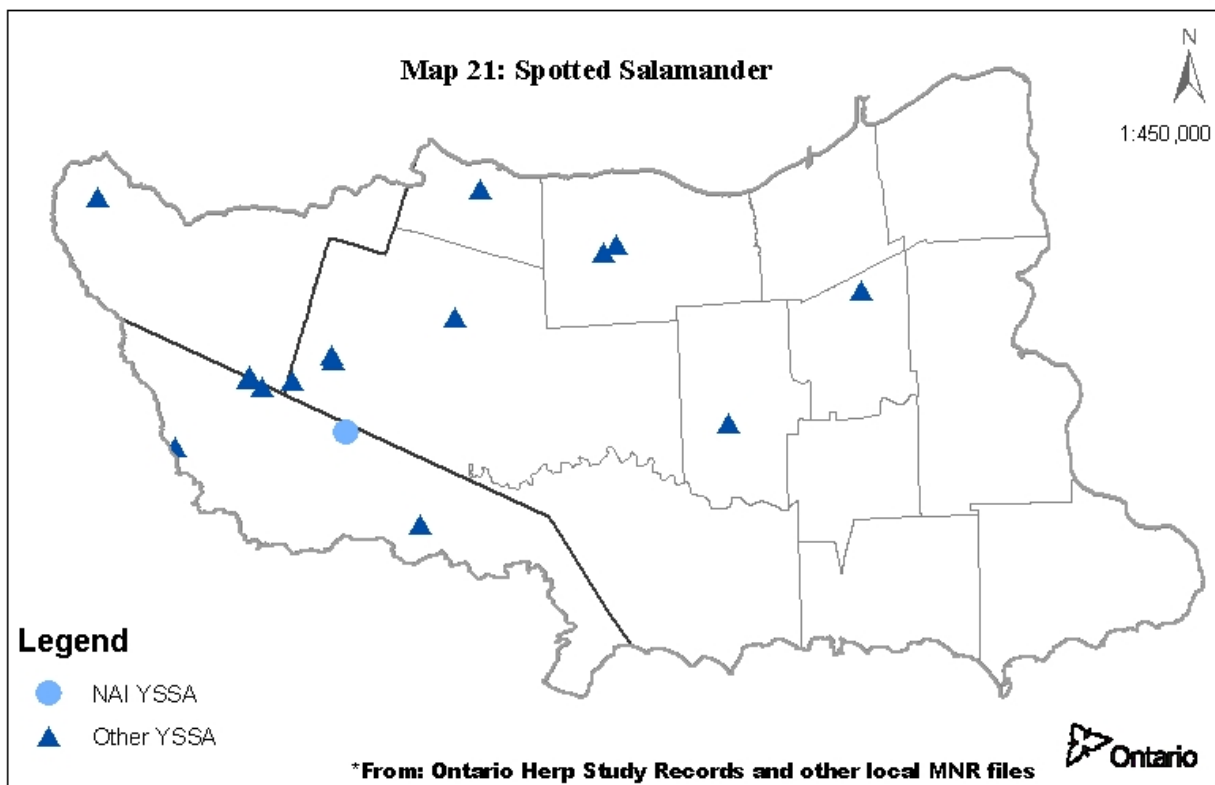 Map 21: Spotted Salamander
N
1:450,000
Legend
NAI YSSA
Other YSSA
*From: Ontario Herp Study Records and other local MNR files
Ontario